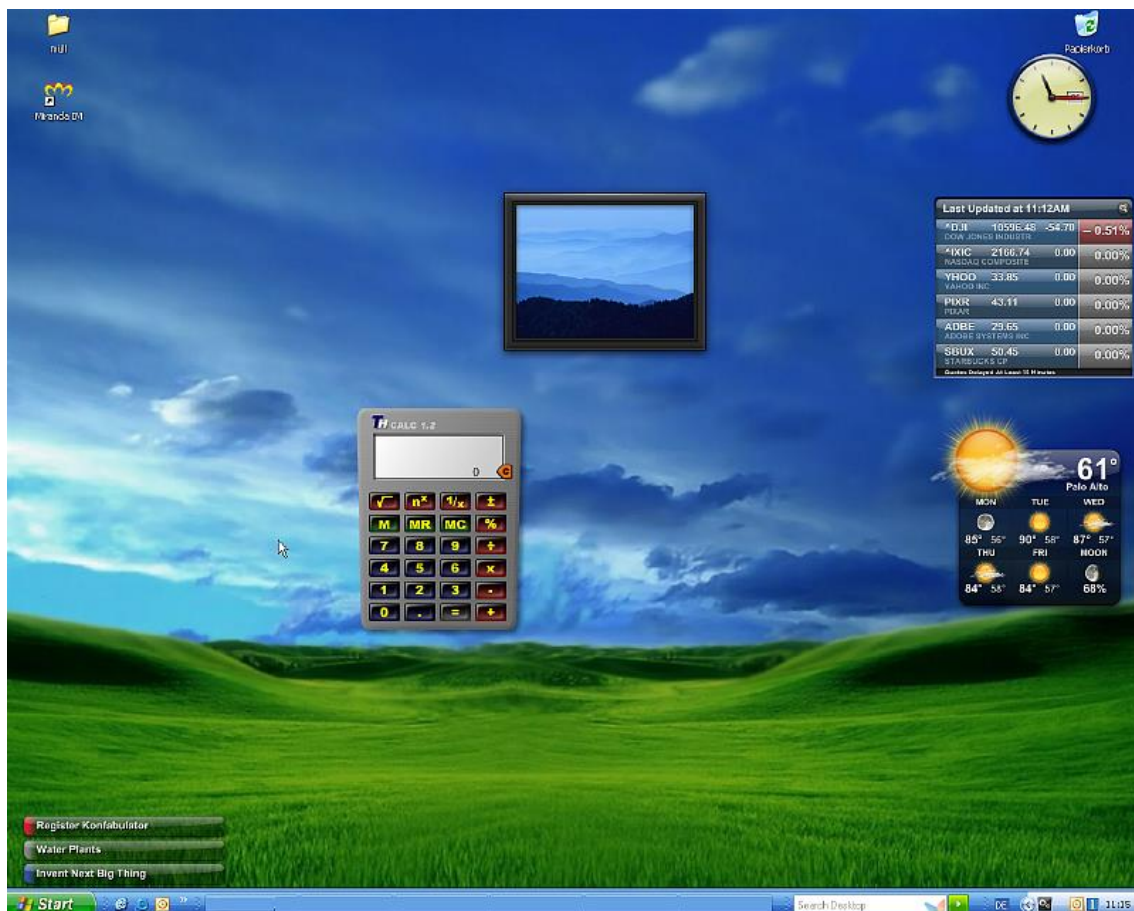 müll
Papierkorb
Miranda IM
Last Updated at 11:12AM
^DJI 10596.48 -54.70 – 0.51%
DOW JONES INDUSTR
^IXIC 2166.74 0.00 0.00%
NASDAQ COMPOSITE
YHOO 33.85 0.00 0.00%
YAHOO INC
PIXR 43.11 0.00 0.00%
PIXAR
ADBE 29.65 0.00 0.00%
ADOBE SYSTEMS INC
SBUX 50.45 0.00 0.00%
STARBUCKS CP
Quotes Delayed At Least 15 Minutes
TH CALC 1.2
0
C
√ nˣ 1/x ±
M MR MC %
7 8 9 ÷
4 5 6 x
1 2 3 -
0 . = +
61°
Palo Alto
MON TUE WED
85° 56° 90° 58° 87° 57°
THU FRI MOON
84° 58° 84° 57° 68%
Register Konfabulator
Water Plants
Invent Next Big Thing
Start » Search Desktop DE 11:15